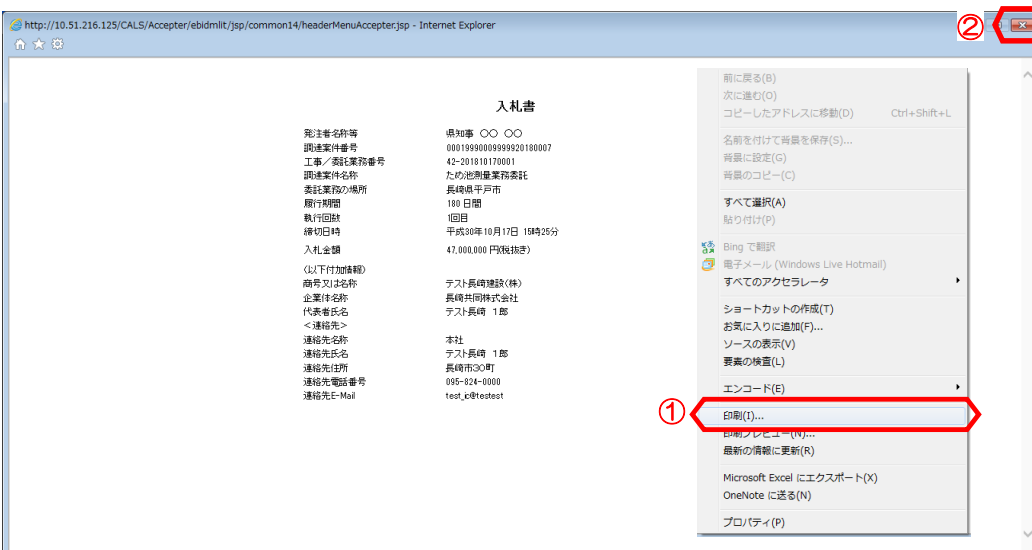 http://10.51.216.125/CALS/Accepter/ebidmlit/jsp/common14/headerMenuAccepter.jsp - Internet Explorer
②
入札書
発注者名称等 県知事 〇〇 〇〇
調達案件番号 00019990009999920180007
工事／委託業務番号 42-201810170001
調達案件名称 ため池測量業務委託
委託業務の場所 長崎県平戸市
履行期間 180 日間
執行回数 1回目
締切日時 平成30年10月17日 15時25分
入札金額 47,000,000 円(税抜き)
(以下付加情報)
商号又は名称 テスト長崎建設(株)
企業体名称 長崎共同株式会社
代表者氏名 テスト長崎 1郎
＜連絡先＞
連絡先名称 本社
連絡先氏名 テスト長崎 1郎
連絡先住所 長崎市〇〇町
連絡先電話番号 095-824-0000
連絡先E-Mail test_ic@testest
前に戻る(B)
次に進む(O)
コピーしたアドレスに移動(D) Ctrl+Shift+L
名前を付けて背景を保存(S)...
背景に設定(G)
背景のコピー(C)
すべて選択(A)
貼り付け(P)
Bing で翻訳
電子メール (Windows Live Hotmail)
すべてのアクセラレータ
ショートカットの作成(T)
お気に入りに追加(F)...
ソースの表示(V)
要素の検査(L)
エンコード(E)
①
印刷(I)...
印刷プレビュー(N)...
最新の情報に更新(R)
Microsoft Excel にエクスポート(X)
OneNote に送る(N)
プロパティ(P)